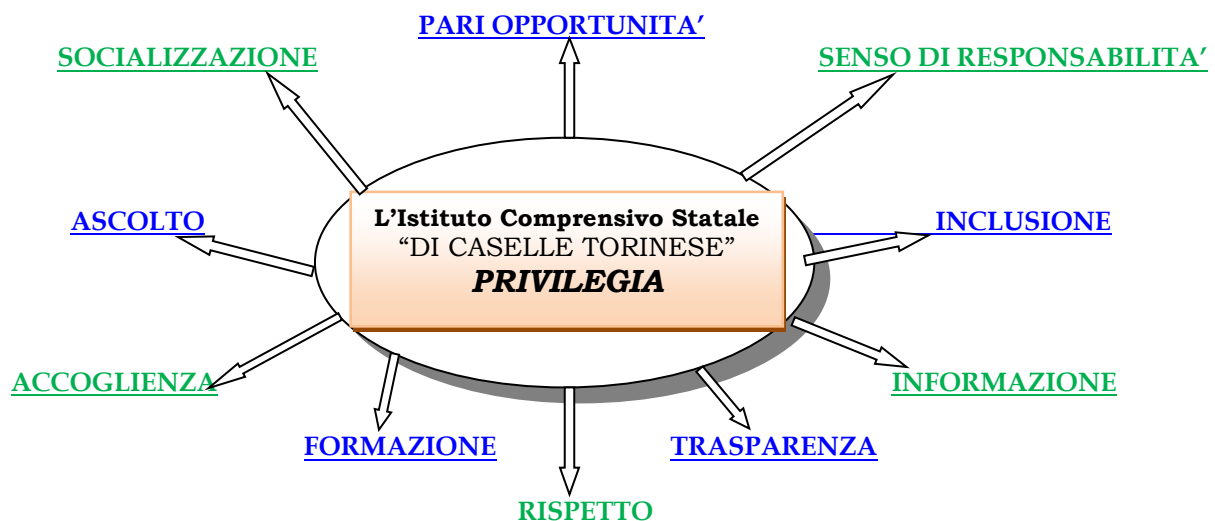 PARI OPPORTUNITA’
SOCIALIZZAZIONE
SENSO DI RESPONSABILITA’
L’Istituto Comprensivo Statale
“DI CASELLE TORINESE”
PRIVILEGIA
ASCOLTO
INCLUSIONE
ACCOGLIENZA
INFORMAZIONE
FORMAZIONE
TRASPARENZA
RISPETTO